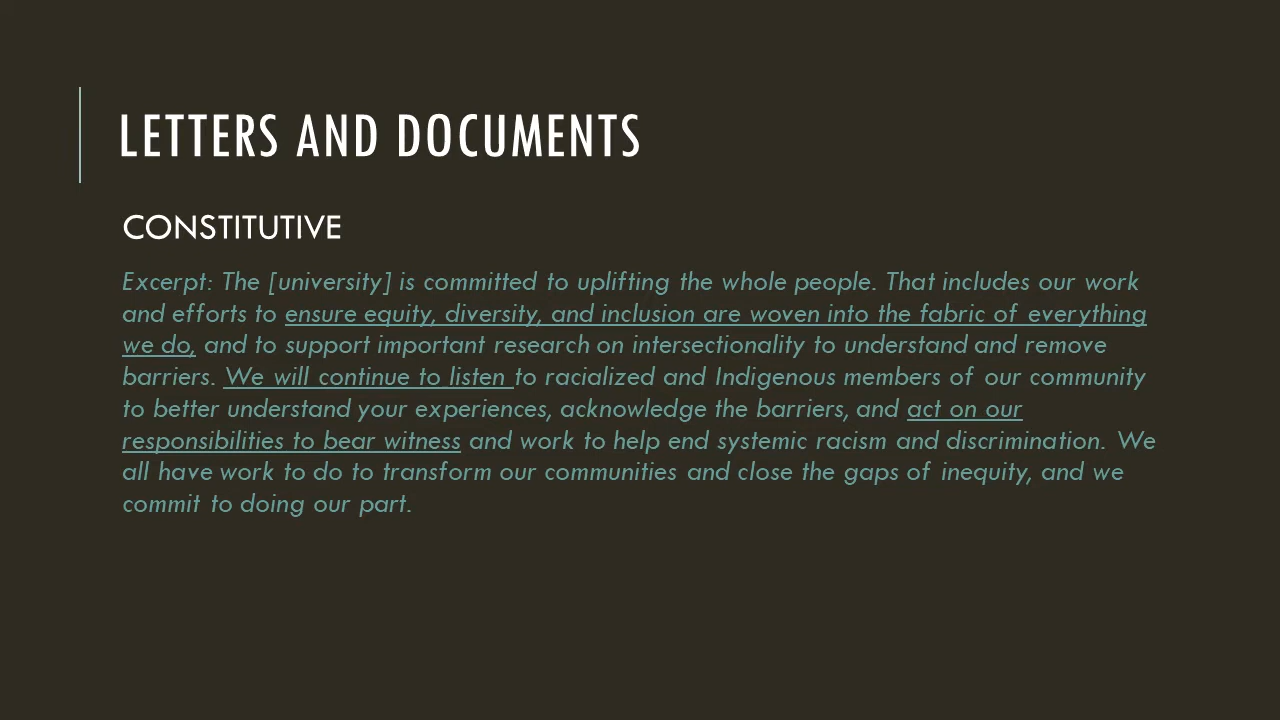 LETTERS AND DOCUMENTS
CONSTITUTIVE
Excerpt: The [university] is committed to uplifting the whole people. That includes our work
and efforts to ensure equity, diversity, and inclusion are woven into the fabric of everything
we do, and to support important research on intersectionality to understand and remove
barriers. We will continue to listen to racialized and Indigenous members of our community
to better understand your experiences, acknowledge the barriers, and act on our
responsibilities to bear witness and work to help end systemic racism and discrimination. We
all have work to do to transform our communities and close the gaps of inequity, and we
commit to doing our part.